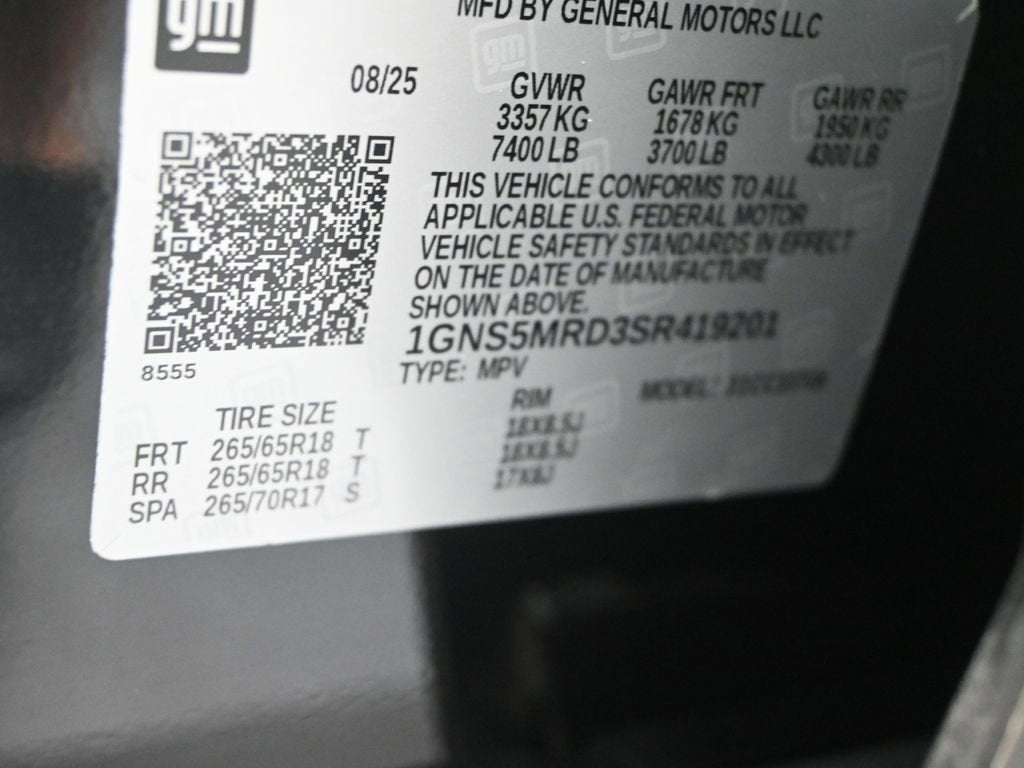 gm
MFD BY GENERAL MOTORS LLC
08/25
GVWR GAWR FRT GAWR RR
3357 KG 1678 KG 1950 KG
7400 LB 3700 LB 4300 LB
THIS VEHICLE CONFORMS TO ALL
APPLICABLE U.S. FEDERAL MOTOR
VEHICLE SAFETY STANDARDS IN EFFECT
ON THE DATE OF MANUFACTURE
SHOWN ABOVE.
1GNS5MRD3SR419201
8555
TYPE: MPV MODEL:
TIRE SIZE RIM
FRT 265/65R18 T 18X8.5J
RR 265/65R18 T 18X8.5J
SPA 265/70R17 S 17X8J